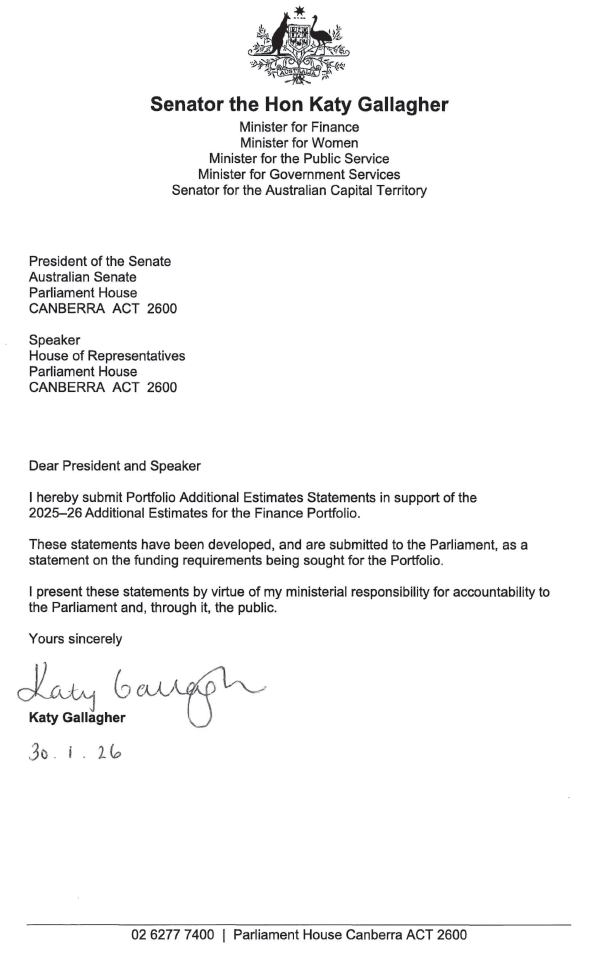 AUSTRALIA
Senator the Hon Katy Gallagher
Minister for Finance
Minister for Women
Minister for the Public Service
Minister for Government Services
Senator for the Australian Capital Territory
President of the Senate
Australian Senate
Parliament House
CANBERRA ACT 2600
Speaker
House of Representatives
Parliament House
CANBERRA ACT 2600
Dear President and Speaker
I hereby submit Portfolio Additional Estimates Statements in support of the
2025–26 Additional Estimates for the Finance Portfolio.
These statements have been developed, and are submitted to the Parliament, as a
statement on the funding requirements being sought for the Portfolio.
I present these statements by virtue of my ministerial responsibility for accountability to
the Parliament and, through it, the public.
Yours sincerely
Katy Gallagher
Katy Gallagher
30.1.26
02 6277 7400 | Parliament House Canberra ACT 2600